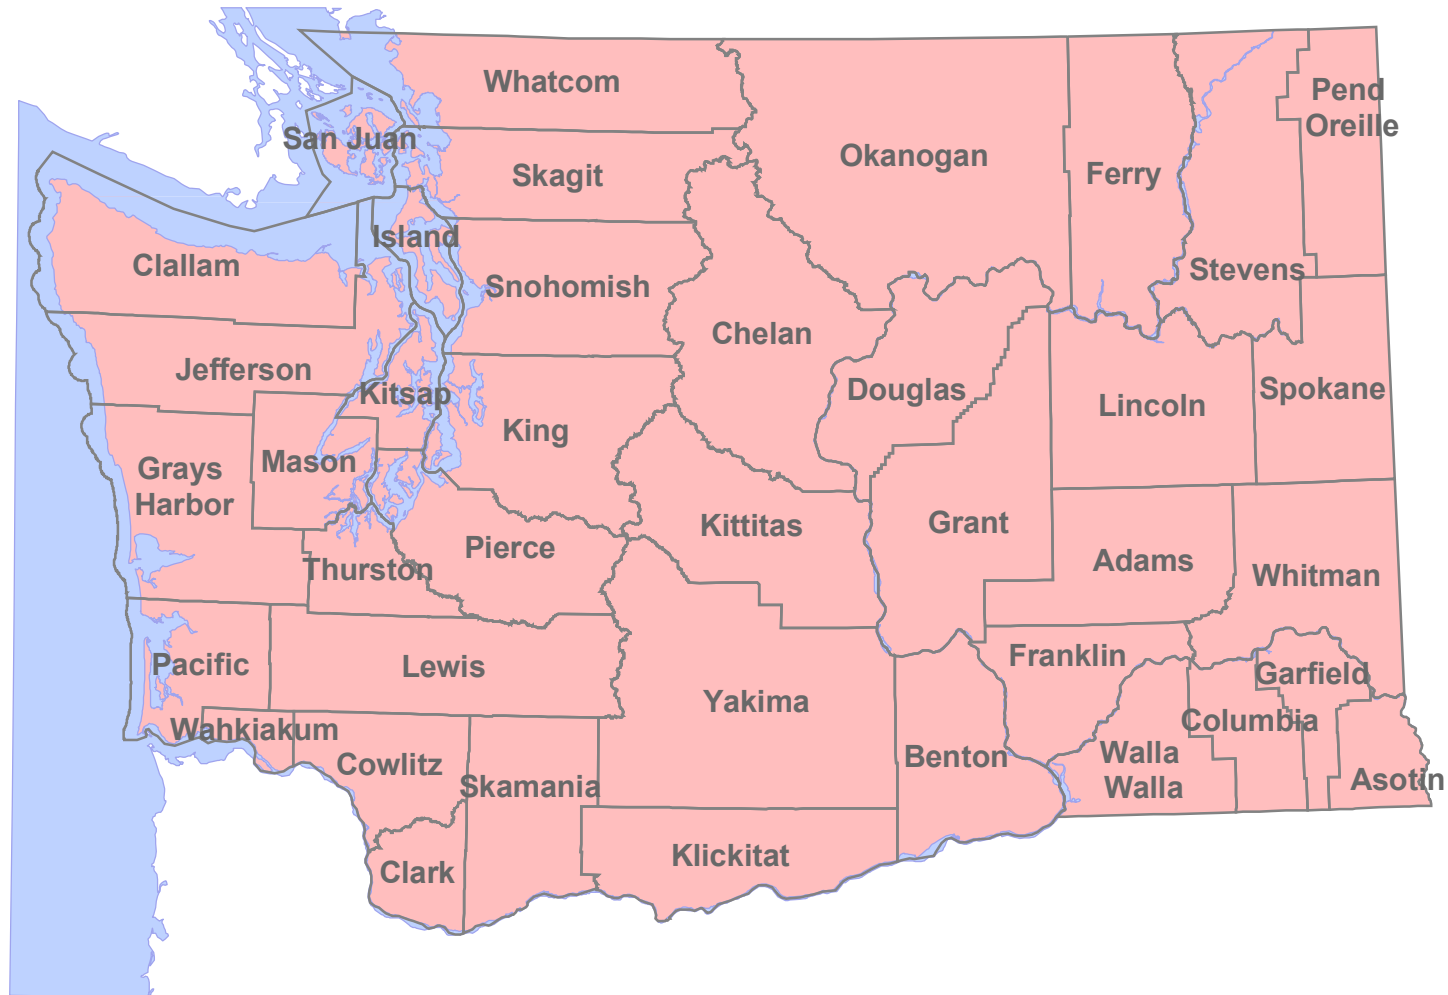 Whatcom
Pend
Oreille
San Juan
Okanogan
Skagit
Ferry
Island
Clallam
Stevens
Snohomish
Chelan
Jefferson
Kitsap
Douglas
Spokane
Lincoln
King
Mason
Grays
Harbor
Kittitas
Grant
Pierce
Adams
Thurston
Whitman
Franklin
Pacific
Lewis
Garfield
Yakima
Columbia
Wahkiakum
Benton
Walla
Walla
Cowlitz
Skamania
Asotin
Klickitat
Clark